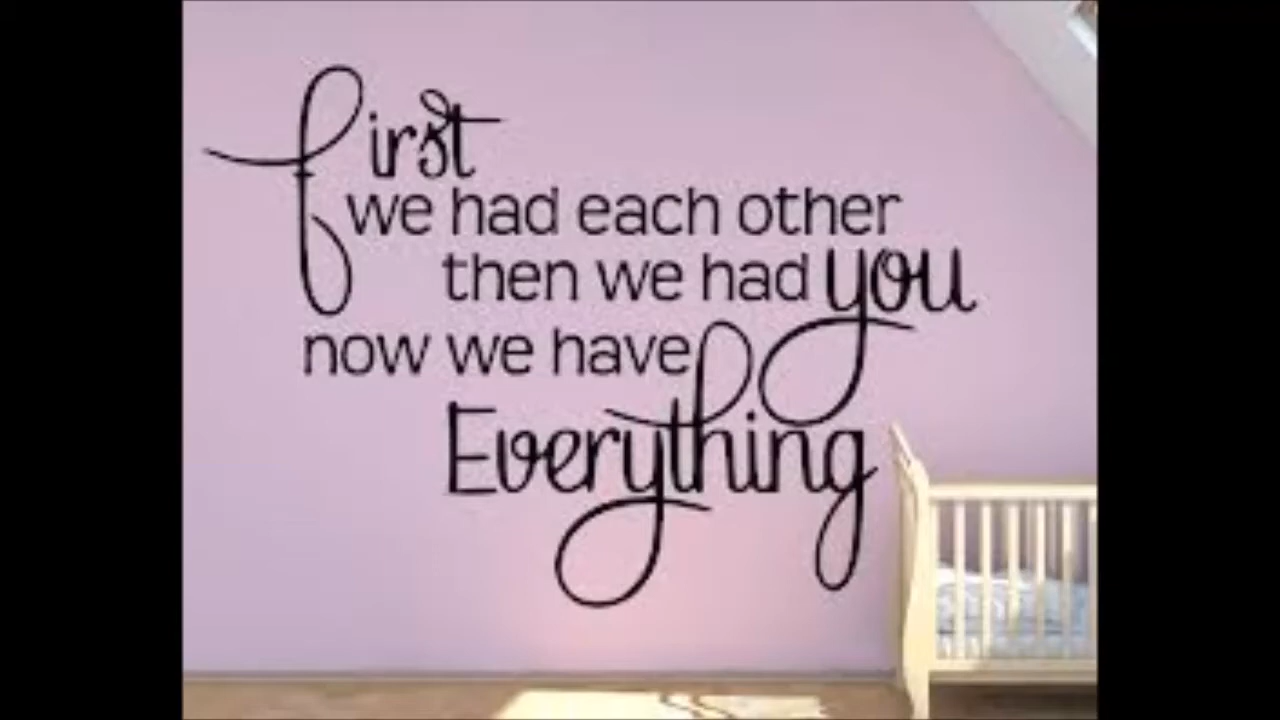 First
we had each other
then we had you
now we have
Everything